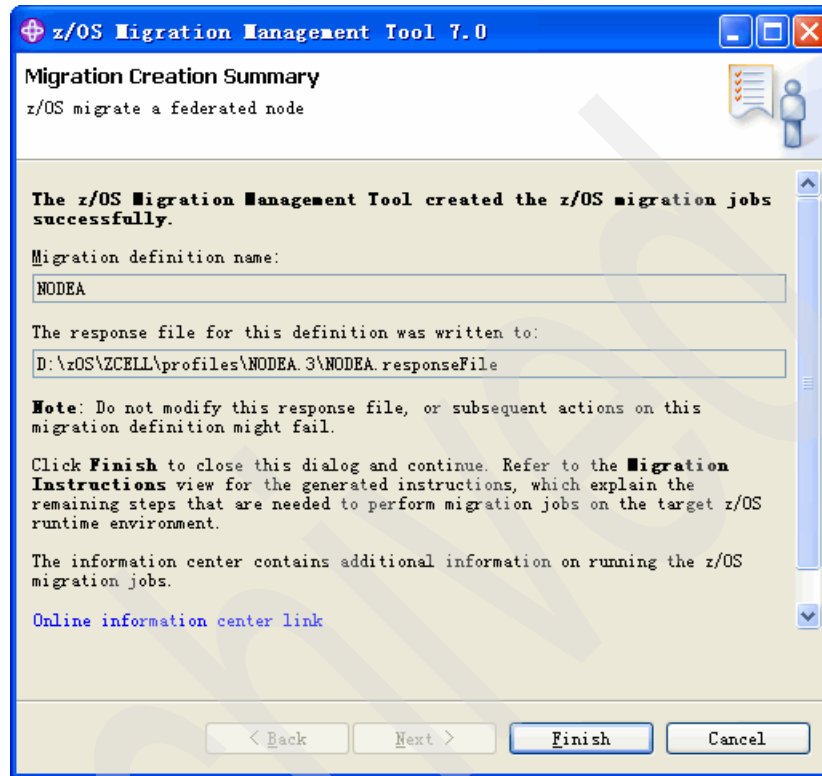 z/OS Migration Management Tool 7.0
Migration Creation Summary
z/OS migrate a federated node
The z/OS Migration Management Tool created the z/OS migration jobs
successfully.
Migration definition name:
NODEA
The response file for this definition was written to:
D:\zOS\ZCELL\profiles\NODEA.3\NODEA.responseFile
Note: Do not modify this response file, or subsequent actions on this
migration definition might fail.
Click Finish to close this dialog and continue. Refer to the Migration
Instructions view for the generated instructions, which explain the
remaining steps that are needed to perform migration jobs on the target z/OS
runtime environment.
The information center contains additional information on running the z/OS
migration jobs.
Online information center link
< Back Next > Finish Cancel